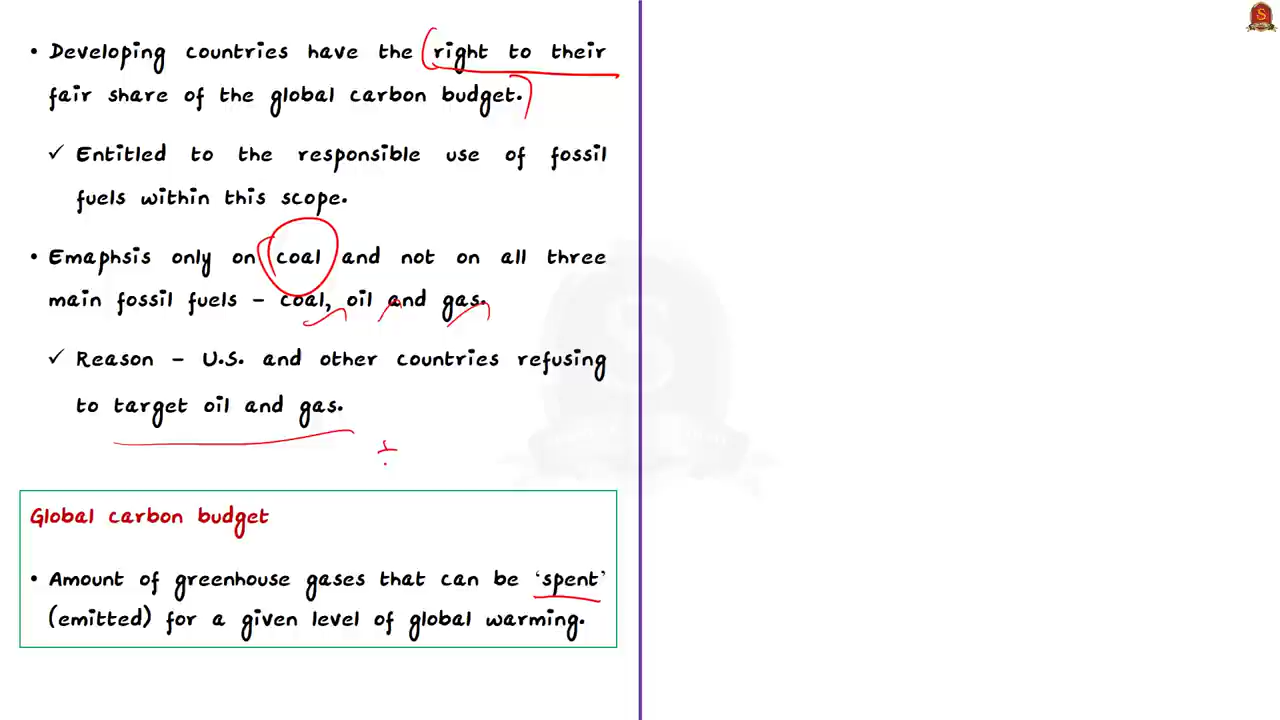 • Developing countries have the right to their
fair share of the global carbon budget.
✓ Entitled to the responsible use of fossil
fuels within this scope.
• Emaphsis only on coal and not on all three
main fossil fuels – coal, oil and gas.
✓ Reason – U.S. and other countries refusing
to target oil and gas.
Global carbon budget
• Amount of greenhouse gases that can be ‘spent’
(emitted) for a given level of global warming.